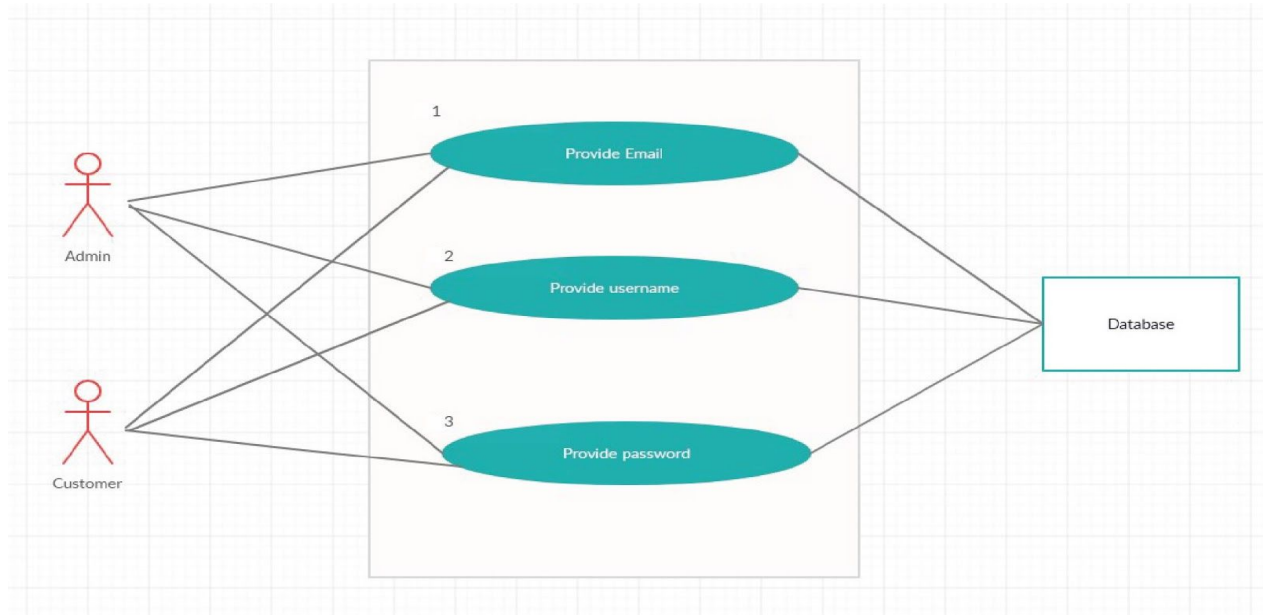 1
Provide Email
Admin
2
Provide username
Database
3
Provide password
Customer